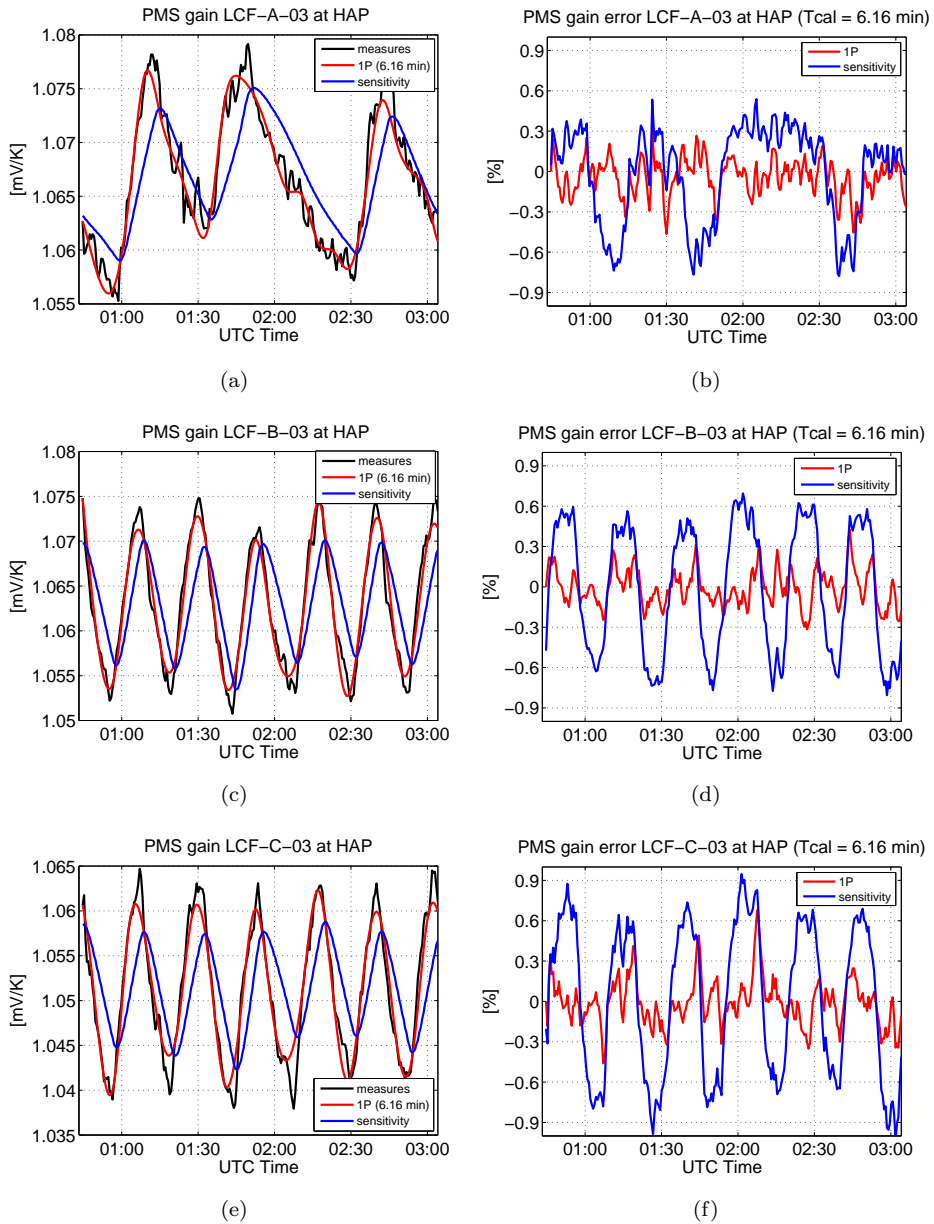 PMS gain LCF−A−03 at HAP
1.08
1.075
1.07
1.065
1.06
1.055
[mV/K]
measures
1P (6.16 min)
sensitivity
01:00 01:30 02:00 02:30 03:00
UTC Time
(a)
PMS gain error LCF−A−03 at HAP (Tcal = 6.16 min)
0.9
0.6
0.3
0
−0.3
−0.6
−0.9
[%]
1P
sensitivity
01:00 01:30 02:00 02:30 03:00
UTC Time
(b)
PMS gain LCF−B−03 at HAP
1.08
1.075
1.07
1.065
1.06
1.055
1.05
[mV/K]
measures
1P (6.16 min)
sensitivity
01:00 01:30 02:00 02:30 03:00
UTC Time
(c)
PMS gain error LCF−B−03 at HAP (Tcal = 6.16 min)
0.9
0.6
0.3
0
−0.3
−0.6
−0.9
[%]
1P
sensitivity
01:00 01:30 02:00 02:30 03:00
UTC Time
(d)
PMS gain LCF−C−03 at HAP
1.065
1.06
1.055
1.05
1.045
1.04
1.035
[mV/K]
measures
1P (6.16 min)
sensitivity
01:00 01:30 02:00 02:30 03:00
UTC Time
(e)
PMS gain error LCF−C−03 at HAP (Tcal = 6.16 min)
0.9
0.6
0.3
0
−0.3
−0.6
−0.9
[%]
1P
sensitivity
01:00 01:30 02:00 02:30 03:00
UTC Time
(f)